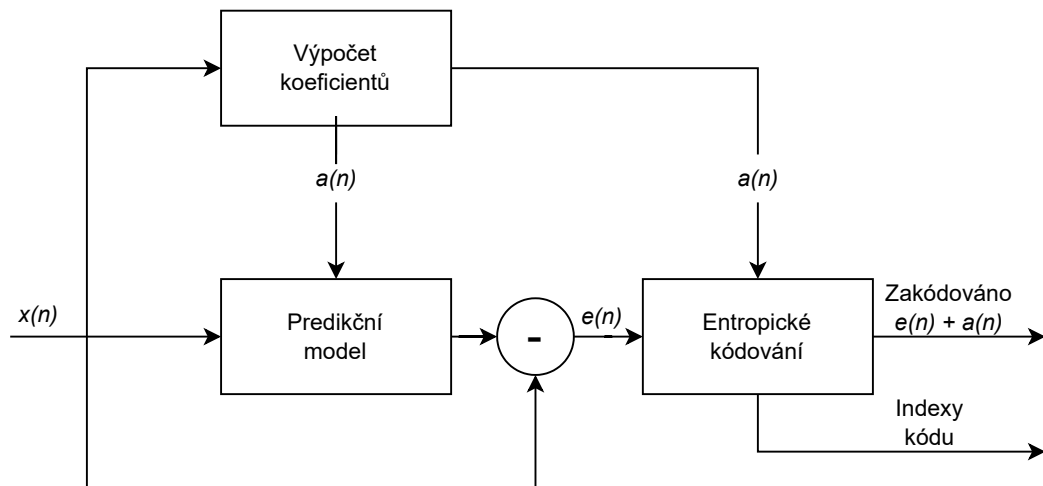 Výpočet
koeficientů
a(n)
a(n)
x(n)
Predikční
model
-
e(n)
Entropické
kódování
Zakódováno
e(n) + a(n)
Indexy
kódu